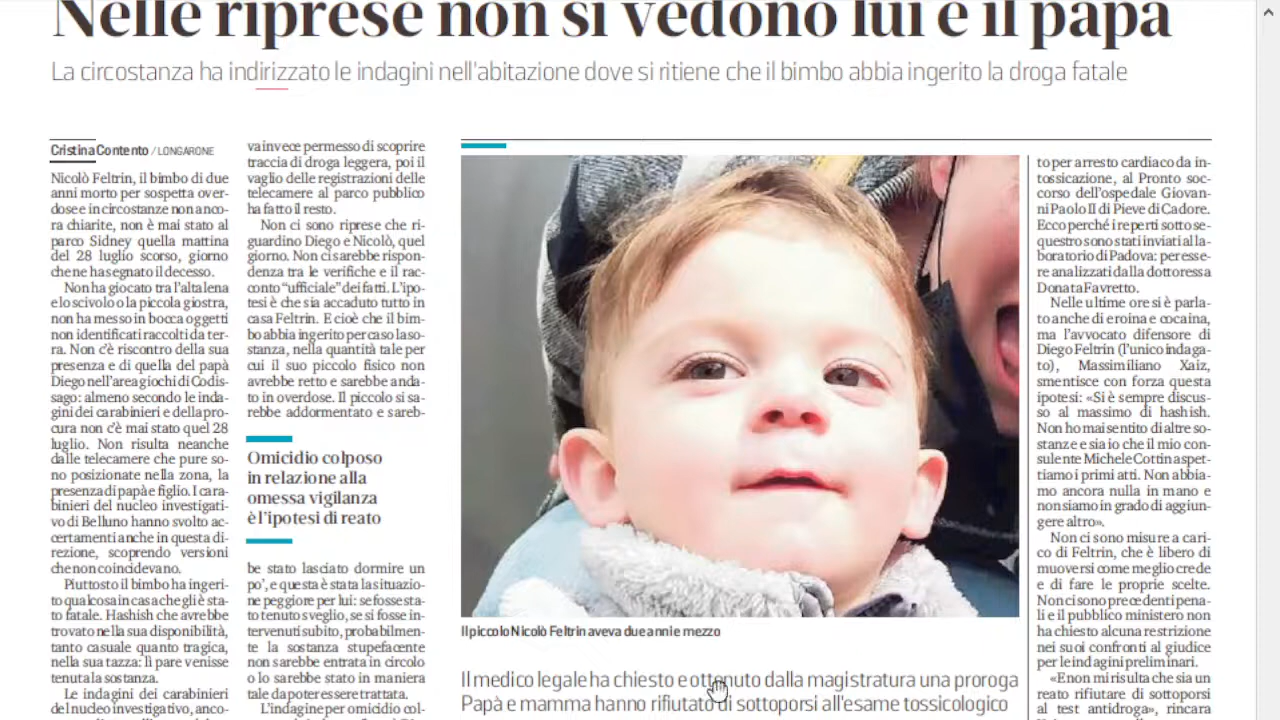 Nelle riprese non si vedono lui e il papà
La circostanza ha indirizzato le indagini nell'abitazione dove si ritiene che il bimbo abbia ingerito la droga fatale
Cristina Contento / LONGARONE
Nicolò Feltrin, il bimbo di due
anni morto per sospetta over-
dose e in circostanze non anco-
ra chiarite, non è mai stato al
parco Sidney quella mattina
del 28 luglio scorso, giorno
che ne ha segnato il decesso.
Non ha giocato tra l'altalena
e lo scivolo o la piccola giostra,
non ha messo in bocca oggetti
non identificati raccolti da ter-
ra. Non c'è riscontro della sua
presenza e di quella del papà
Diego nell'area giochi di Codis-
sago: almeno secondo le inda-
gini dei carabinieri e della pro-
cura non c'è mai stato quel 28
luglio. Non risulta neanche
dalle telecamere che pure so-
no posizionate nella zona, la
presenza di papà e figlio. I cara-
binieri del nucleo investigati-
vo di Belluno hanno svolto ac-
certamenti anche in questa di-
rezione, scoprendo versioni
che non coincidevano.
Piuttosto il bimbo ha ingeri-
to qualcosa in casa che gli è sta-
to fatale. Hashish che avrebbe
trovato nella sua disponibilità,
tanto casuale quanto tragica,
nella sua tazza: lì pare venisse
tenuta la sostanza.
Le indagini dei carabinieri
del nucleo investigativo, anco-
va invece permesso di scoprire
traccia di droga leggera, poi il
vaglio delle registrazioni delle
telecamere al parco pubblico
ha fatto il resto.
Non ci sono riprese che ri-
guardino Diego e Nicolò, quel
giorno. Non ci sarebbe rispon-
denza tra le verifiche e il rac-
conto “ufficiale” dei fatti. L'ipo-
tesi è che sia accaduto tutto in
casa Feltrin. E cioè che il bim-
bo abbia ingerito per caso la so-
stanza, nella quantità tale per
cui il suo piccolo fisico non
avrebbe retto e sarebbe anda-
to in overdose. Il piccolo si sa-
rebbe addormentato e sareb-
Omicidio colposo
in relazione alla
omessa vigilanza
è l'ipotesi di reato
be stato lasciato dormire un
po', e questa è stata la situazio-
ne peggiore per lui: se fosse sta-
to tenuto sveglio, se si fosse in-
tervenuti subito, probabilmen-
te la sostanza stupefacente
non sarebbe entrata in circolo
o lo sarebbe stato in maniera
tale da poter essere trattata.
L'indagine per omicidio col-
Il piccolo Nicolò Feltrin aveva due anni e mezzo
Il medico legale ha chiesto e ottenuto dalla magistratura una proroga
Papà e mamma hanno rifiutato di sottoporsi all'esame tossicologico
to per arresto cardiaco da in-
tossicazione, al Pronto soc-
corso dell'ospedale Giovan-
ni Paolo II di Pieve di Cadore.
Ecco perché i reperti sotto se-
questro sono stati inviati al la-
boratorio di Padova: per esse-
re analizzati dalla dottoressa
Donata Favretto.
Nelle ultime ore si è parla-
to anche di eroina e cocaina,
ma l'avvocato difensore di
Diego Feltrin (l'unico indaga-
to), Massimiliano Xaiz,
smentisce con forza questa
ipotesi: «Si è sempre discus-
so al massimo di hashish.
Non ho mai sentito di altre so-
stanze e sia io che il mio con-
sulente Michele Cottin aspet-
tiamo i primi atti. Non abbia-
mo ancora nulla in mano e
non siamo in grado di aggiun-
gere altro».
Non ci sono misure a cari-
co di Feltrin, che è libero di
muoversi come meglio crede
e di fare le proprie scelte.
Non ci sono precedenti pena-
li e il pubblico ministero non
ha chiesto alcuna restrizione
nei suoi confronti al giudice
per le indagini preliminari.
«E non mi risulta che sia un
reato rifiutare di sottoporsi
al test antidroga», rincara